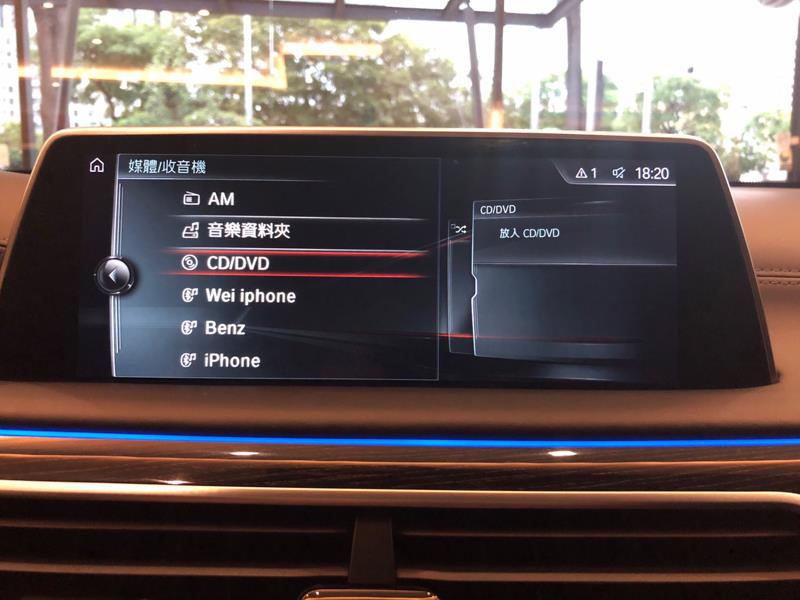 媒體/收音機
1 18:20
AM
音樂資料夾
CD/DVD
Wei iphone
Benz
iPhone
CD/DVD
放入 CD/DVD